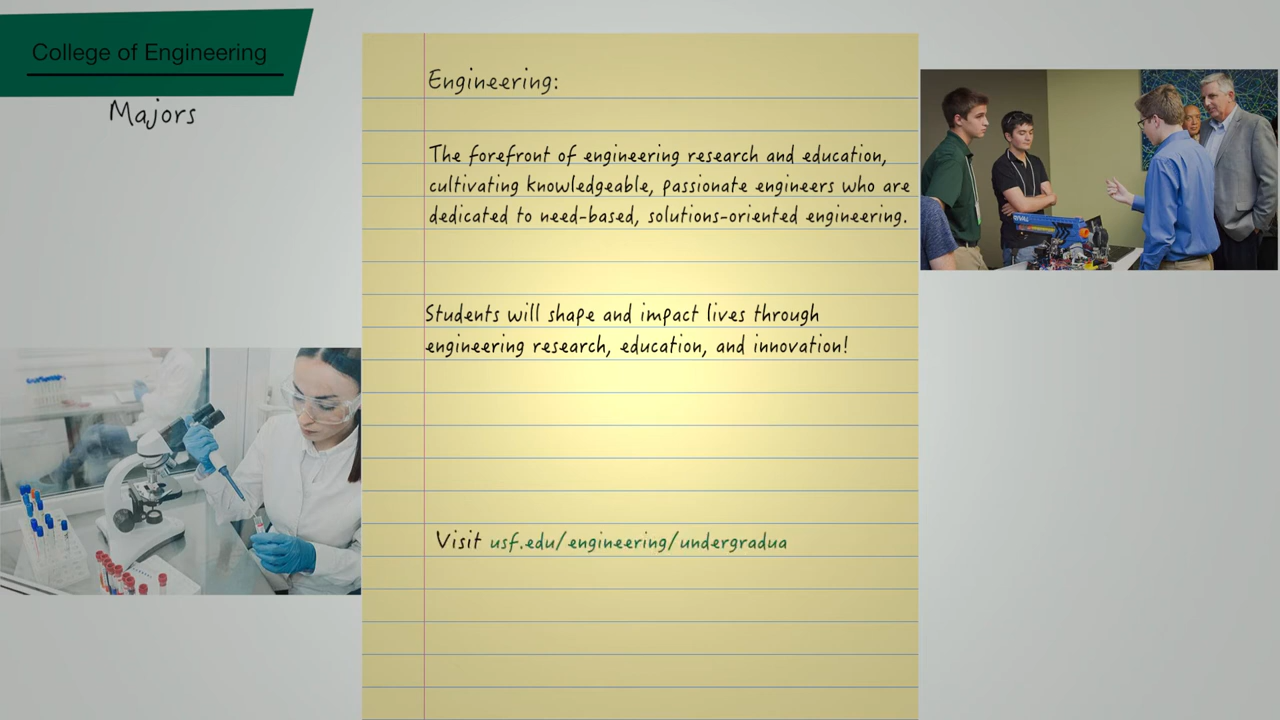 College of Engineering
Majors
Engineering:
The forefront of engineering research and education,
cultivating knowledgeable, passionate engineers who are
dedicated to need-based, solutions-oriented engineering.
Students will shape and impact lives through
engineering research, education, and innovation!
Visit usf.edu/engineering/undergradua